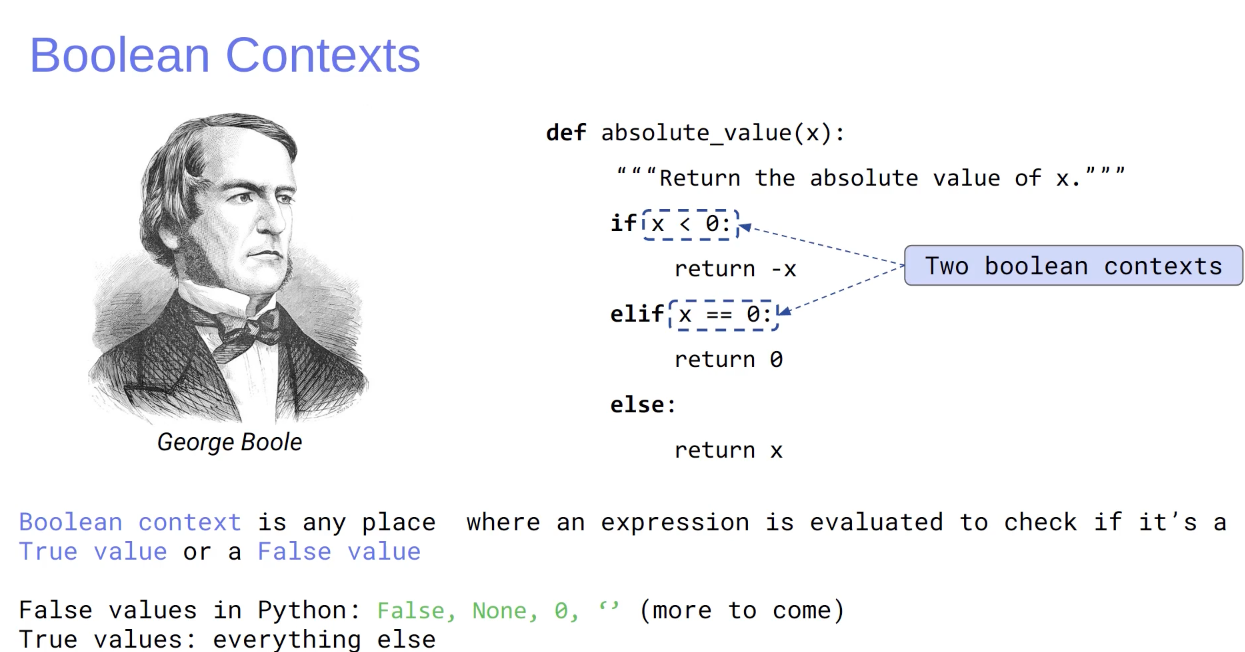 Boolean Contexts
def absolute_value(x):
“““Return the absolute value of x.”””
if x < 0:
return -x
elif x == 0:
return 0
else:
return x
Two boolean contexts
George Boole
Boolean context is any place  where an expression is evaluated to check if it’s a
True value or a False value
False values in Python: False, None, 0, ‘’ (more to come)
True values: everything else